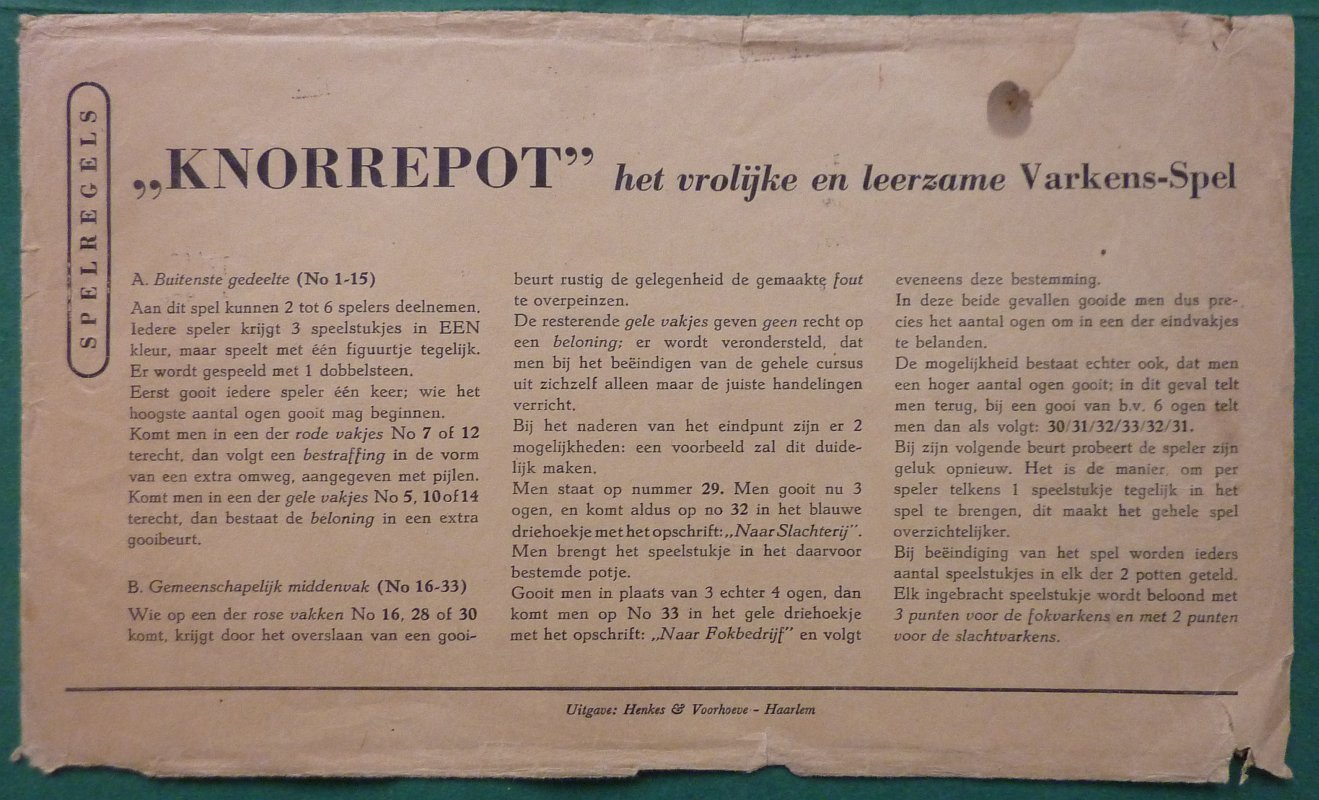 SPELREGELS
„KNORREPOT” het vrolijke en leerzame Varkens-Spel
A. Buitenste gedeelte (No 1-15)
Aan dit spel kunnen 2 tot 6 spelers deelnemen.
Iedere speler krijgt 3 speelstukjes in EEN
kleur, maar speelt met één figuurtje tegelijk.
Er wordt gespeeld met 1 dobbelsteen.
Eerst gooit iedere speler één keer; wie het
hoogste aantal ogen gooit mag beginnen.
Komt men in een der rode vakjes No 7 of 12
terecht, dan volgt een bestraffing in de vorm
van een extra omweg, aangegeven met pijlen.
Komt men in een der gele vakjes No 5, 10 of 14
terecht, dan bestaat de beloning in een extra
gooibeurt.
B. Gemeenschapelijk middenvak (No 16-33)
Wie op een der rose vakken No 16, 28 of 30
komt, krijgt door het overslaan van een gooi-
beurt rustig de gelegenheid de gemaakte fout
te overpeinzen.
De resterende gele vakjes geven geen recht op
een beloning; er wordt verondersteld, dat
men bij het beëindigen van de gehele cursus
uit zichzelf alleen maar de juiste handelingen
verricht.
Bij het naderen van het eindpunt zijn er 2
mogelijkheden: een voorbeeld zal dit duide-
lijk maken.
Men staat op nummer 29. Men gooit nu 3
ogen, en komt aldus op no 32 in het blauwe
driehoekje met het opschrift: „Naar Slachterij”.
Men brengt het speelstukje in het daarvoor
bestemde potje.
Gooit men in plaats van 3 echter 4 ogen, dan
komt men op No 33 in het gele driehoekje
met het opschrift: „Naar Fokbedrijf” en volgt
eveneens deze bestemming.
In deze beide gevallen gooide men dus pre-
cies het aantal ogen om in een der eindvakjes
te belanden.
De mogelijkheid bestaat echter ook, dat men
een hoger aantal ogen gooit; in dit geval telt
men terug, bij een gooi van b.v. 6 ogen telt
men dan als volgt: 30/31/32/33/32/31.
Bij zijn volgende beurt probeert de speler zijn
geluk opnieuw. Het is de manier om per
speler telkens 1 speelstukje tegelijk in het
spel te brengen, dit maakt het gehele spel
overzichtelijker.
Bij beëindiging van het spel worden ieders
aantal speelstukjes in elk der 2 potten geteld.
Elk ingebracht speelstukje wordt beloond met
3 punten voor de fokvarkens en met 2 punten
voor de slachtvarkens.
Uitgave: Henkes & Voorhoeve - Haarlem